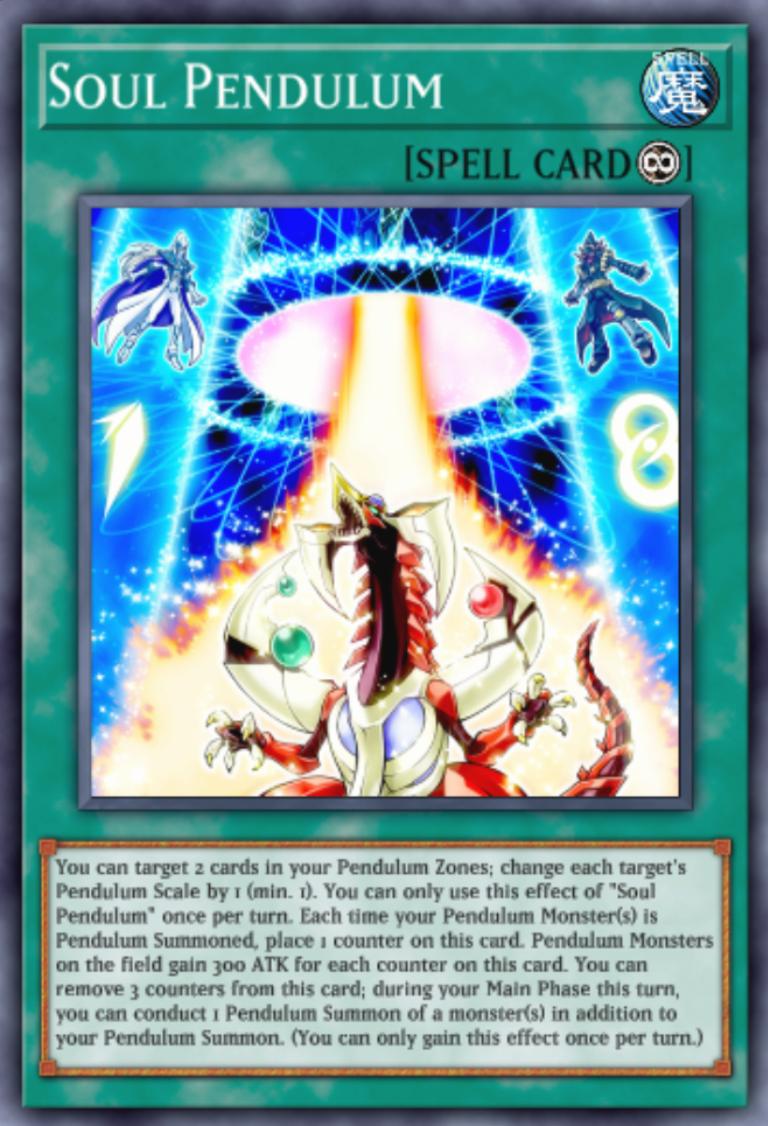 SOUL PENDULUM
SPELL
魔
[SPELL CARD]
1
8
You can target 2 cards in your Pendulum Zones; change each target's
Pendulum Scale by 1 (min. 1). You can only use this effect of "Soul
Pendulum" once per turn. Each time your Pendulum Monster(s) is
Pendulum Summoned, place 1 counter on this card. Pendulum Monsters
on the field gain 300 ATK for each counter on this card. You can
remove 3 counters from this card; during your Main Phase this turn,
you can conduct 1 Pendulum Summon of a monster(s) in addition to
your Pendulum Summon. (You can only gain this effect once per turn.)